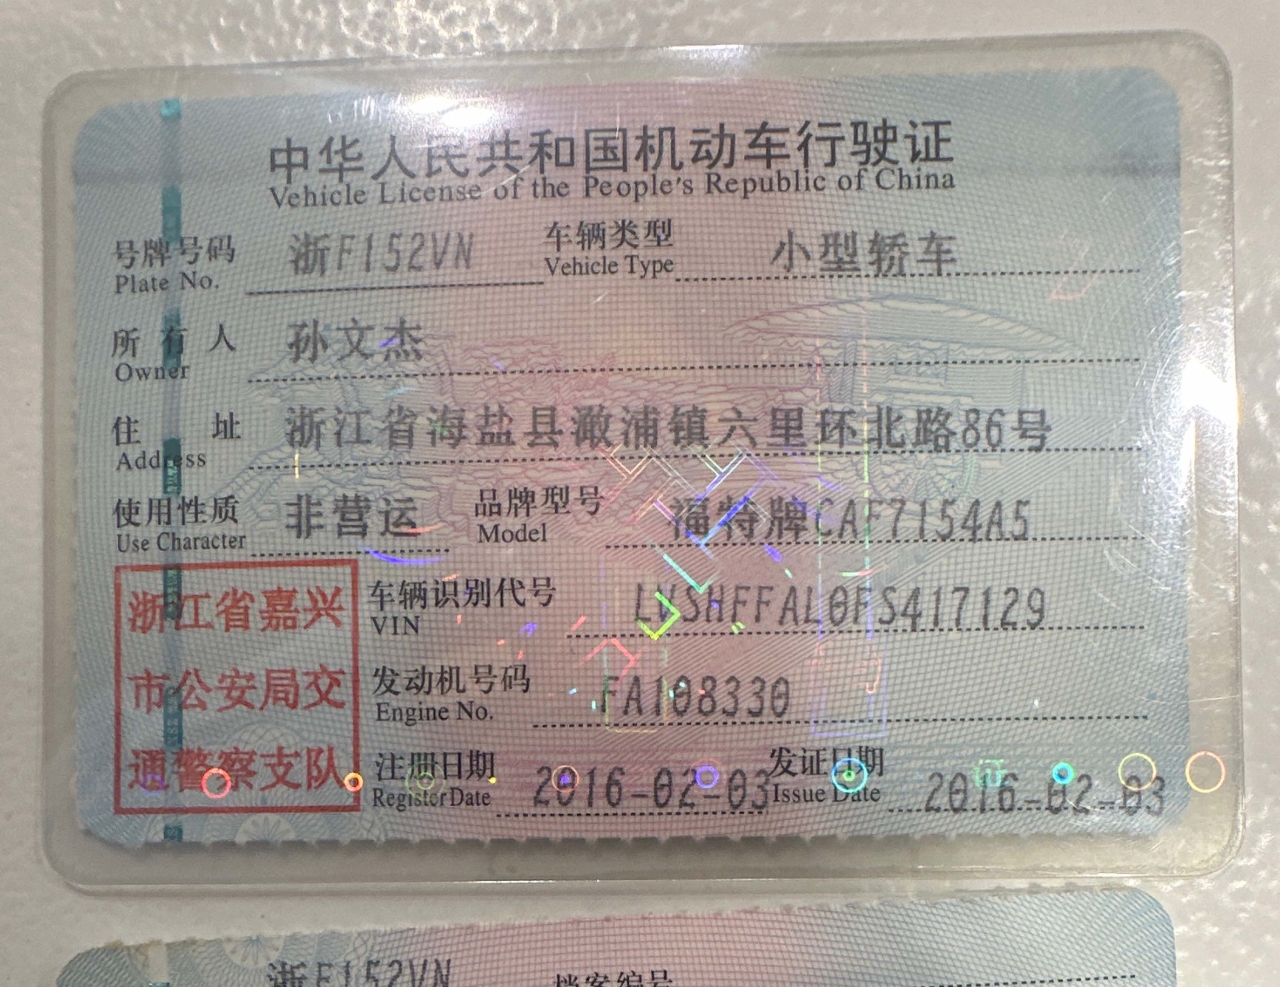 中华人民共和国机动车行驶证
Vehicle License of the People's Republic of China
号牌号码 浙F152VN 车辆类型 小型轿车
Plate No. Vehicle Type
所有人 孙文杰
Owner
住址 浙江省海盐县澉浦镇六里环北路86号
Address
使用性质 非营运 品牌型号 福特牌CAF7154A5
Use Character Model
浙江省嘉兴
市公安局交
通警察支队
车辆识别代号 LVSHFFAL0FS417129
VIN
发动机号码 FA108330
Engine No.
注册日期 2016-02-03 发证日期 2016-02-03
Register Date Issue Date
浙F152VN 档案编号